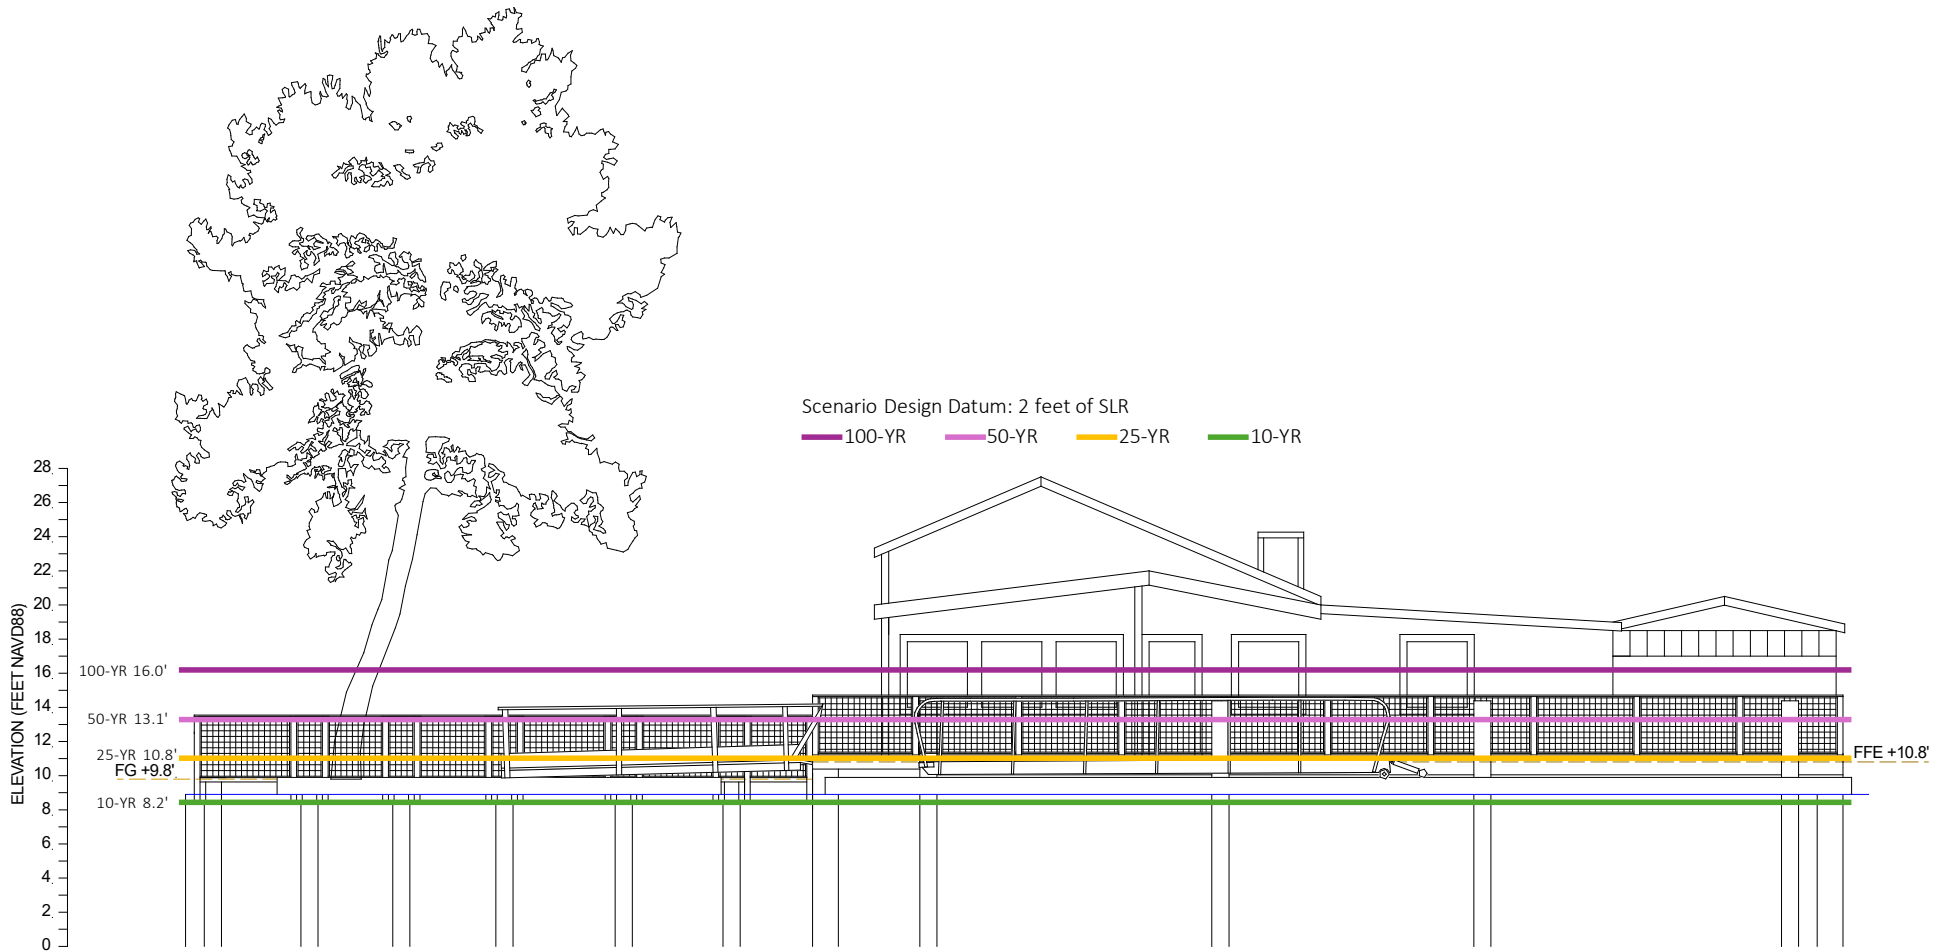 Scenario Design Datum: 2 feet of SLR
100-YR 50-YR 25-YR 10-YR
ELEVATION (FEET NAVD88)
28
26
24
22
20
18
16
14
12
10
8
6
4
2
0
100-YR 16.0'
50-YR 13.1'
25-YR 10.8'
FG +9.8'
10-YR 8.2'
FFE +10.8'